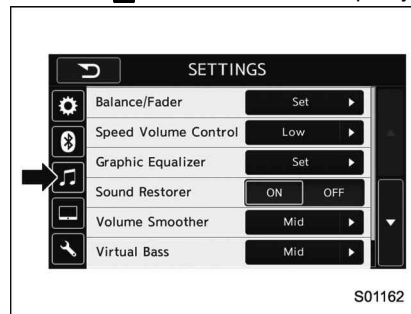 SETTINGS
Balance/Fader Set
Speed Volume Control Low
Graphic Equalizer Set
Sound Restorer ON OFF
Volume Smoother Mid
Virtual Bass Mid
S01162